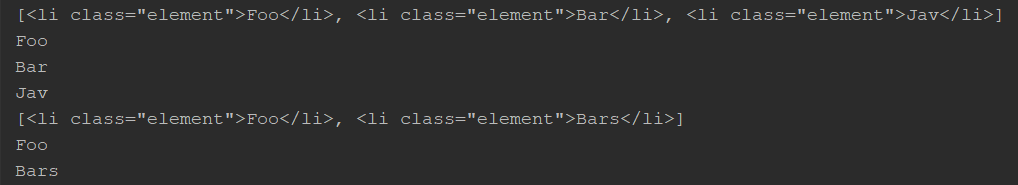 [<li class="element">Foo</li>, <li class="element">Bar</li>, <li class="element">Jav</li>]
Foo
Bar
Jav
[<li class="element">Foo</li>, <li class="element">Bars</li>]
Foo
Bars